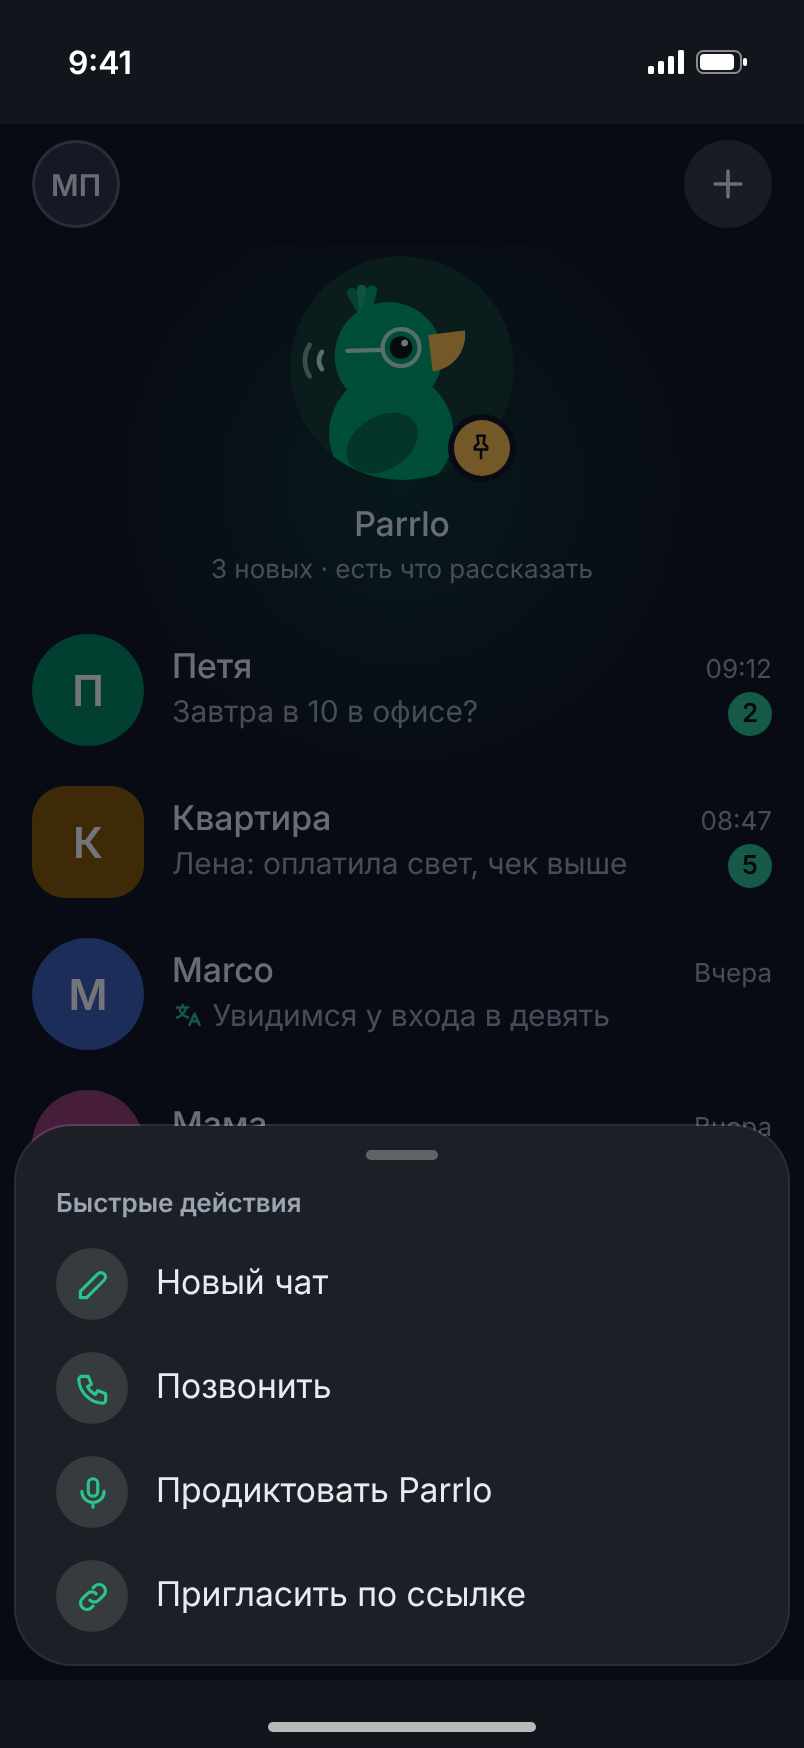 9:41
МП
Parrlo
3 новых · есть что рассказать
П
Петя
09:12
Завтра в 10 в офисе?
2
К
Квартира
08:47
Лена: оплатила свет, чек выше
5
M
Marco
Вчера
Увидимся у входа в девять
Мама
Вчера
Быстрые действия
Новый чат
Позвонить
Продиктовать Parrlo
Пригласить по ссылке